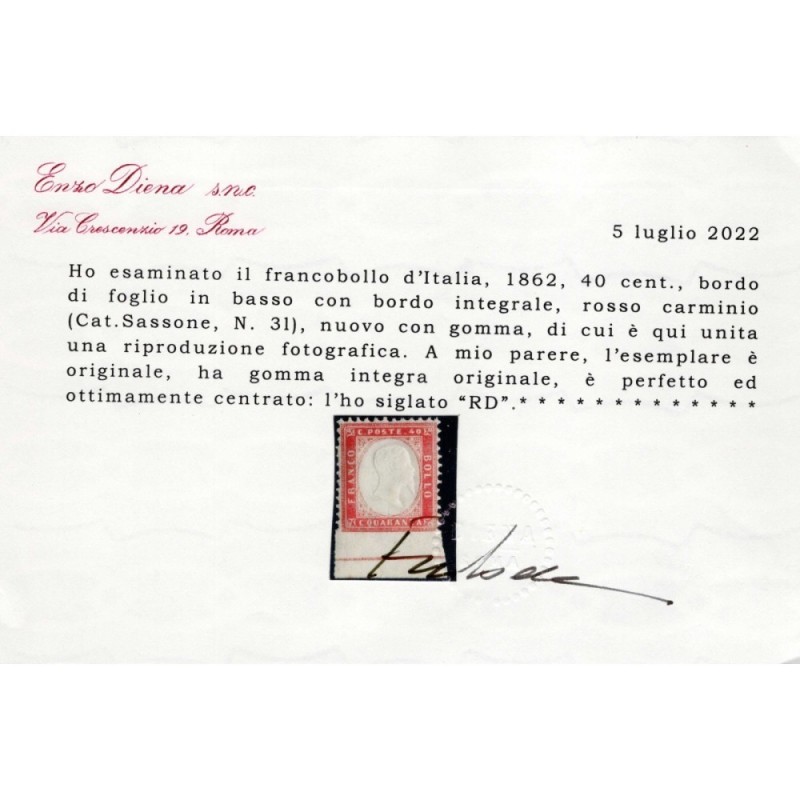 Enzo Diena s.n.c.
Via Crescenzio 19. Roma
5 luglio 2022
Ho esaminato il francobollo d'Italia, 1862, 40 cent., bordo
di foglio in basso con bordo integrale, rosso carminio
(Cat.Sassone, N. 31), nuovo con gomma, di cui è qui unita
una riproduzione fotografica. A mio parere, l'esemplare è
originale, ha gomma integra originale, è perfetto ed
ottimamente centrato: l'ho siglato "RD".* * * * * * * * * * * * *
C. POSTE. 40
FRANCO
BOLLO
C.QUARANTA
DIENA